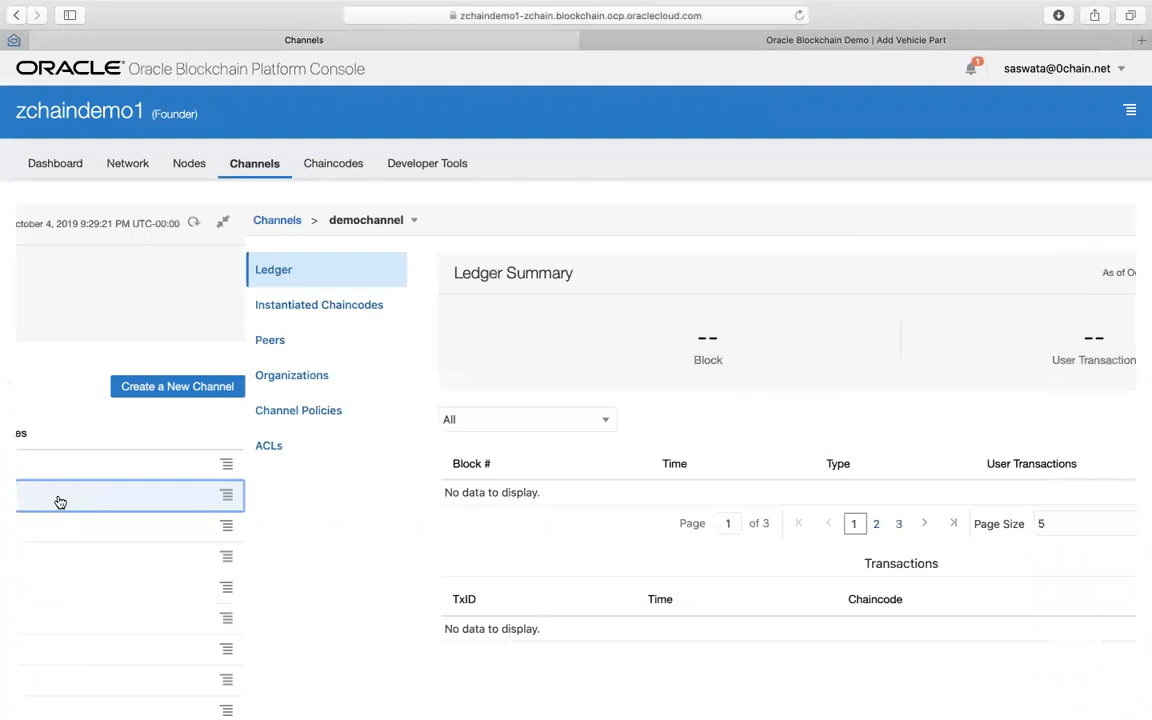 zchaindemo1-zchain.blockchain.ocp.oraclecloud.com
Channels
Oracle Blockchain Demo | Add Vehicle Part
ORACLE® Oracle Blockchain Platform Console
1
saswata@0chain.net
zchaindemo1 (Founder)
Dashboard Network Nodes Channels Chaincodes Developer Tools
ctober 4, 2019 9:29:21 PM UTC-00:00
Channels > demochannel
Ledger
Instantiated Chaincodes
Peers
Organizations
Channel Policies
ACLs
Create a New Channel
es
Ledger Summary
As of O
-- --
Block User Transaction
All
Block # Time Type User Transactions
No data to display.
Page 1 of 3 1 2 3 Page Size 5
Transactions
TxID Time Chaincode
No data to display.